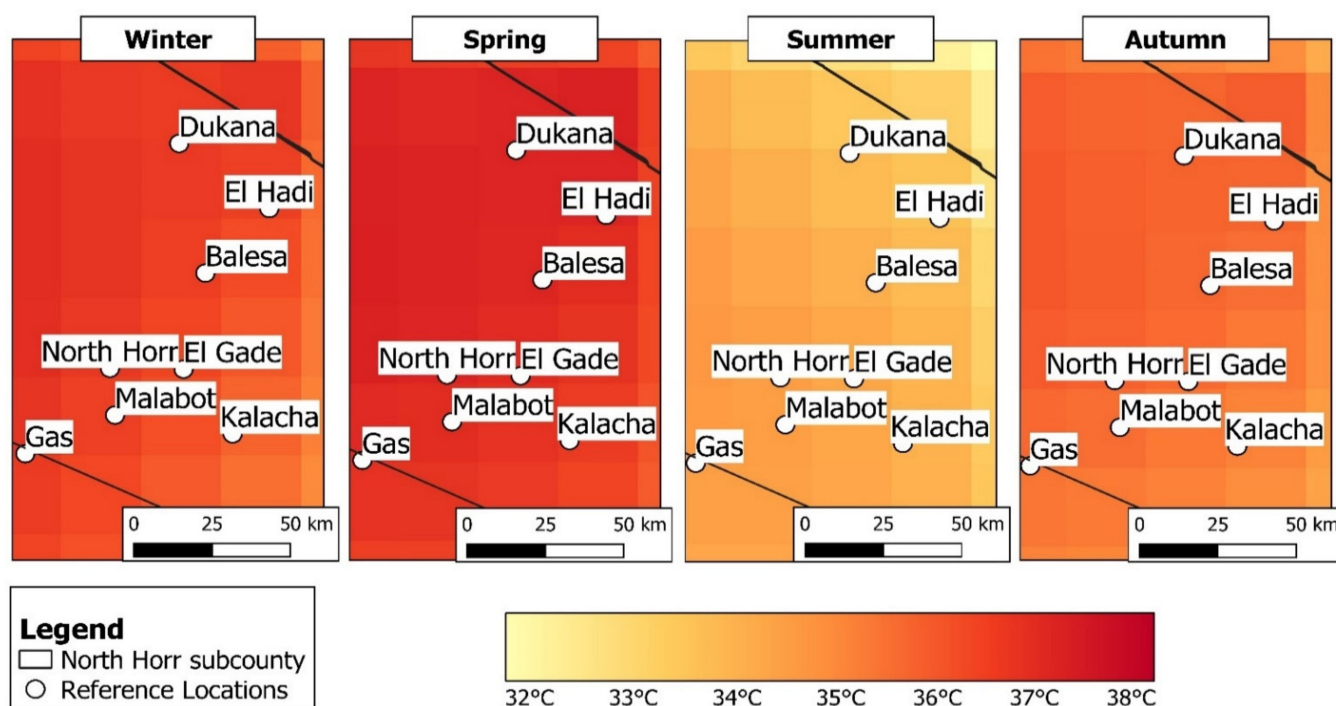 Winter
Spring
Summer
Autumn
Dukana
El Hadi
Balesa
North Horr
El Gade
Malabot
Kalacha
Gas
0 25 50 km
Dukana
El Hadi
Balesa
North Horr
El Gade
Malabot
Kalacha
Gas
0 25 50 km
Dukana
El Hadi
Balesa
North Horr
El Gade
Malabot
Kalacha
Gas
0 25 50 km
Dukana
El Hadi
Balesa
North Horr
El Gade
Malabot
Kalacha
Gas
0 25 50 km
Legend
North Horr subcounty
Reference Locations
32°C 33°C 34°C 35°C 36°C 37°C 38°C